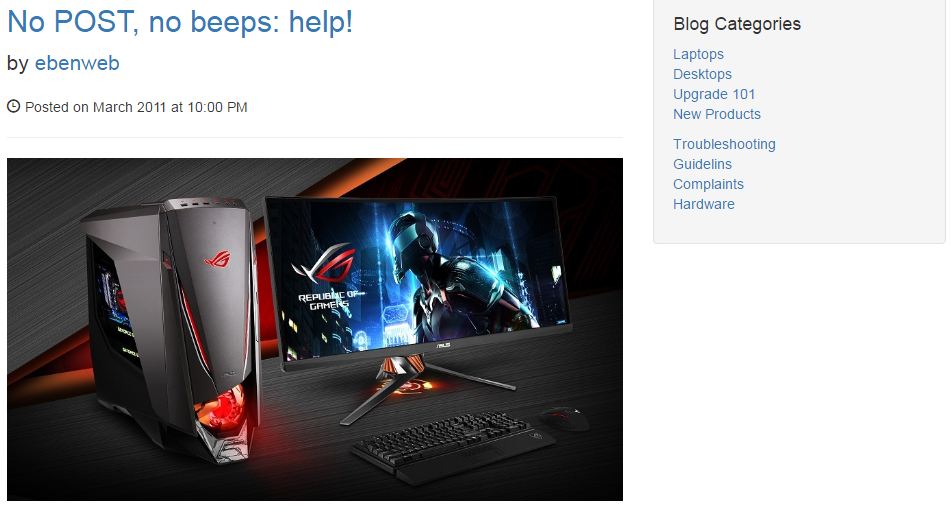 No POST, no beeps: help!
by ebenweb
Posted on March 2011 at 10:00 PM
REPUBLIC OF
GAMERS
ASUS
Blog Categories
Laptops
Desktops
Upgrade 101
New Products
Troubleshooting
Guidelins
Complaints
Hardware